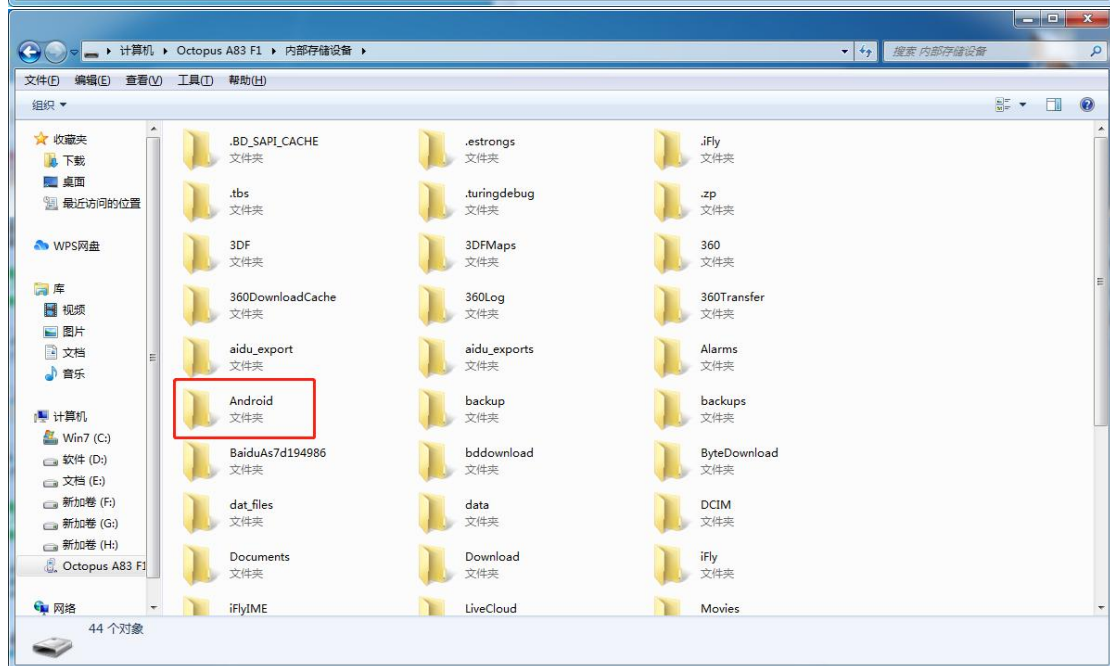 计算机 ▸ Octopus A83 F1 ▸ 内部存储设备 ▸
搜索 内部存储设备
文件(F) 编辑(E) 查看(V) 工具(T) 帮助(H)
组织
收藏夹
下载
桌面
最近访问的位置
WPS网盘
库
视频
图片
文档
音乐
计算机
Win7 (C:)
软件 (D:)
文档 (E:)
新加卷 (F:)
新加卷 (G:)
新加卷 (H:)
Octopus A83 F1
网络
.BD_SAPI_CACHE .estrongs .iFly
文件夹 文件夹 文件夹
.tbs .turingdebug .zp
文件夹 文件夹 文件夹
3DF 3DFMaps 360
文件夹 文件夹 文件夹
360DownloadCache 360Log 360Transfer
文件夹 文件夹 文件夹
aidu_export aidu_exports Alarms
文件夹 文件夹 文件夹
Android backup backups
文件夹 文件夹 文件夹
BaiduAs7d194986 bddownload ByteDownload
文件夹 文件夹 文件夹
dat_files data DCIM
文件夹 文件夹 文件夹
Documents Download iFly
文件夹 文件夹 文件夹
iFlyIME LiveCloud Movies
44 个对象